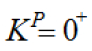 K^P = 0^+